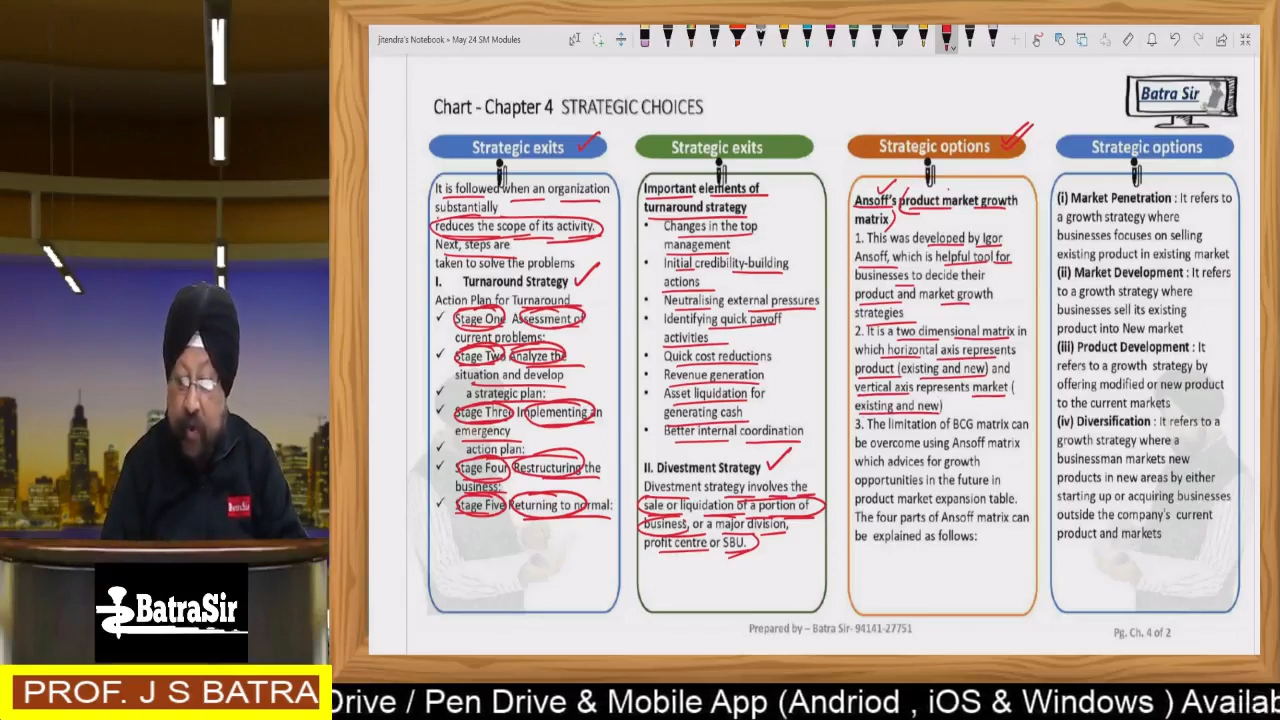 jitendra's Notebook » May 24 SM Modules
Chart - Chapter 4 STRATEGIC CHOICES
Batra Sir
Strategic exits
It is followed when an organization
substantially
reduces the scope of its activity.
Next, steps are
taken to solve the problems
I. Turnaround Strategy
Action Plan for Turnaround
Stage One Assessment of
current problems:
Stage Two Analyze the
situation and develop
a strategic plan:
Stage Three Implementing an
emergency
action plan:
Stage Four Restructuring the
business:
Stage Five Returning to normal:
Strategic exits
Important elements of
turnaround strategy
• Changes in the top
management
• Initial credibility-building
actions
• Neutralising external pressures
• Identifying quick payoff
activities
• Quick cost reductions
• Revenue generation
• Asset liquidation for
generating cash
• Better internal coordination
II. Divestment Strategy
Divestment strategy involves the
sale or liquidation of a portion of
business, or a major division,
profit centre or SBU.
Strategic options
Ansoff's product market growth
matrix
1. This was developed by Igor
Ansoff, which is helpful tool for
businesses to decide their
product and market growth
strategies
2. It is a two dimensional matrix in
which horizontal axis represents
product (existing and new) and
vertical axis represents market (
existing and new)
3. The limitation of BCG matrix can
be overcome using Ansoff matrix
which advices for growth
opportunities in the future in
product market expansion table.
The four parts of Ansoff matrix can
be explained as follows:
Strategic options
(i) Market Penetration : It refers to
a growth strategy where
businesses focuses on selling
existing product in existing market
(ii) Market Development : It refers
to a growth strategy where
businesses sell its existing
product into New market
(iii) Product Development : It
refers to a growth strategy by
offering modified or new product
to the current markets
(iv) Diversification : It refers to a
growth strategy where a
businessman markets new
products in new areas by either
starting up or acquiring businesses
outside the company's current
product and markets
Prepared by – Batra Sir- 94141-27751
Pg. Ch. 4 of 2
BatraSir
BatraSir
PROF. J S BATRA
Drive / Pen Drive & Mobile App (Andriod , iOS & Windows ) Availab